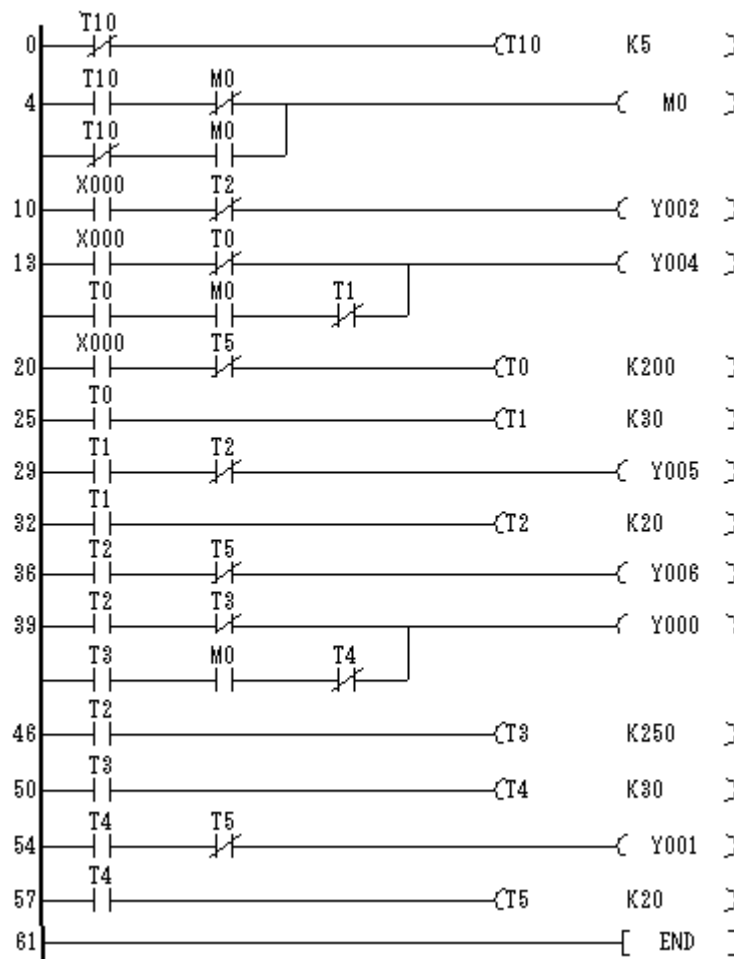 T10
0 T10 K5
T10 M0
4 M0
T10 M0
X000 T2
10 Y002
X000 T0
13 Y004
T0 M0 T1
X000 T5
20 T0 K200
T0
25 T1 K30
T1 T2
29 Y005
T1
32 T2 K20
T2 T5
36 Y006
T2 T3
39 Y000
T3 M0 T4
T2
46 T3 K250
T3
50 T4 K30
T4 T5
54 Y001
T4
57 T5 K20
61 END